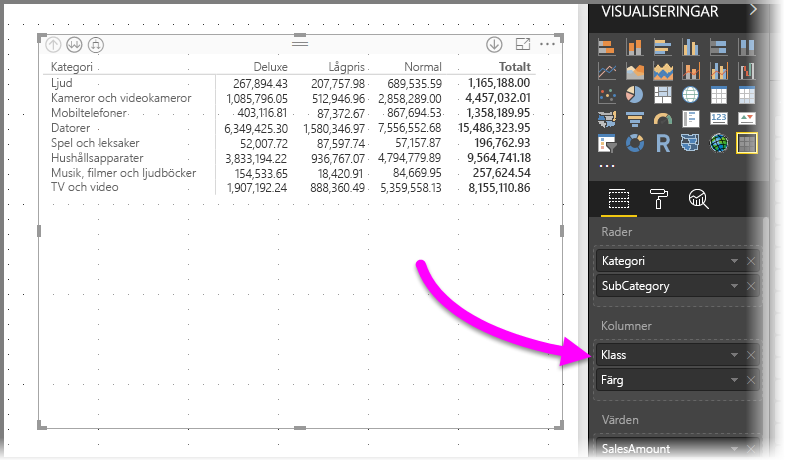 VISUALISERINGAR
Kategori Deluxe Lågpris Normal Totalt
Ljud 267,894.43 207,757.98 689,535.59 1,165,188.00
Kameror och videokameror 1,085,796.05 512,946.96 2,858,289.00 4,457,032.01
Mobiltelefoner 403,116.81 87,372.67 867,694.53 1,358,189.95
Datorer 6,349,425.30 1,580,346.97 7,556,552.68 15,486,323.95
Spel och leksaker 52,007.72 87,597.74 57,157.87 196,762.93
Hushållsapparater 3,833,194.22 936,767.07 4,794,779.89 9,564,741.18
Musik, filmer och ljudböcker 154,533.65 18,420.91 84,669.95 257,624.54
TV och video 1,907,192.24 888,360.49 5,359,558.13 8,155,110.86
R
123
Rader
Kategori
SubCategory
Kolumner
Klass
Färg
Värden
SalesAmount